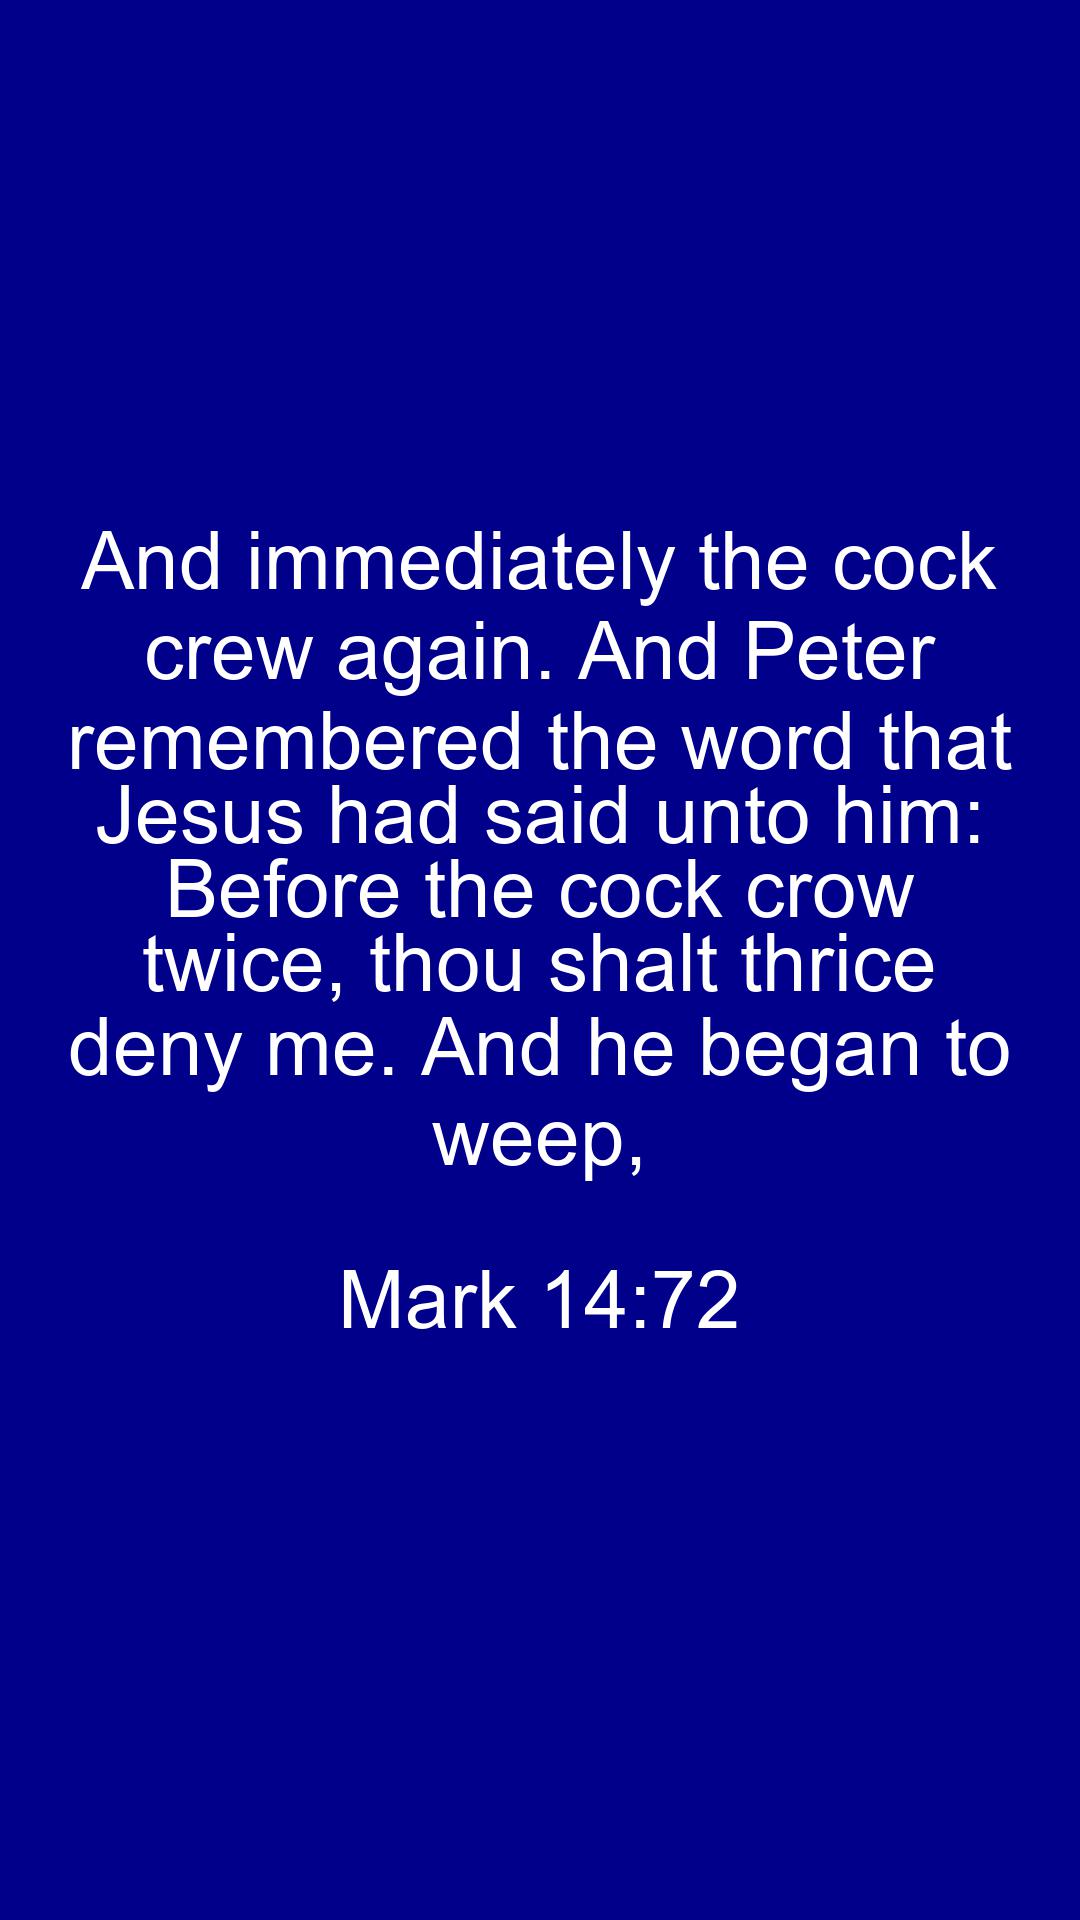 And immediately the cock
crew again. And Peter
remembered the word that
Jesus had said unto him:
Before the cock crow
twice, thou shalt thrice
deny me. And he began to
weep,
Mark 14:72